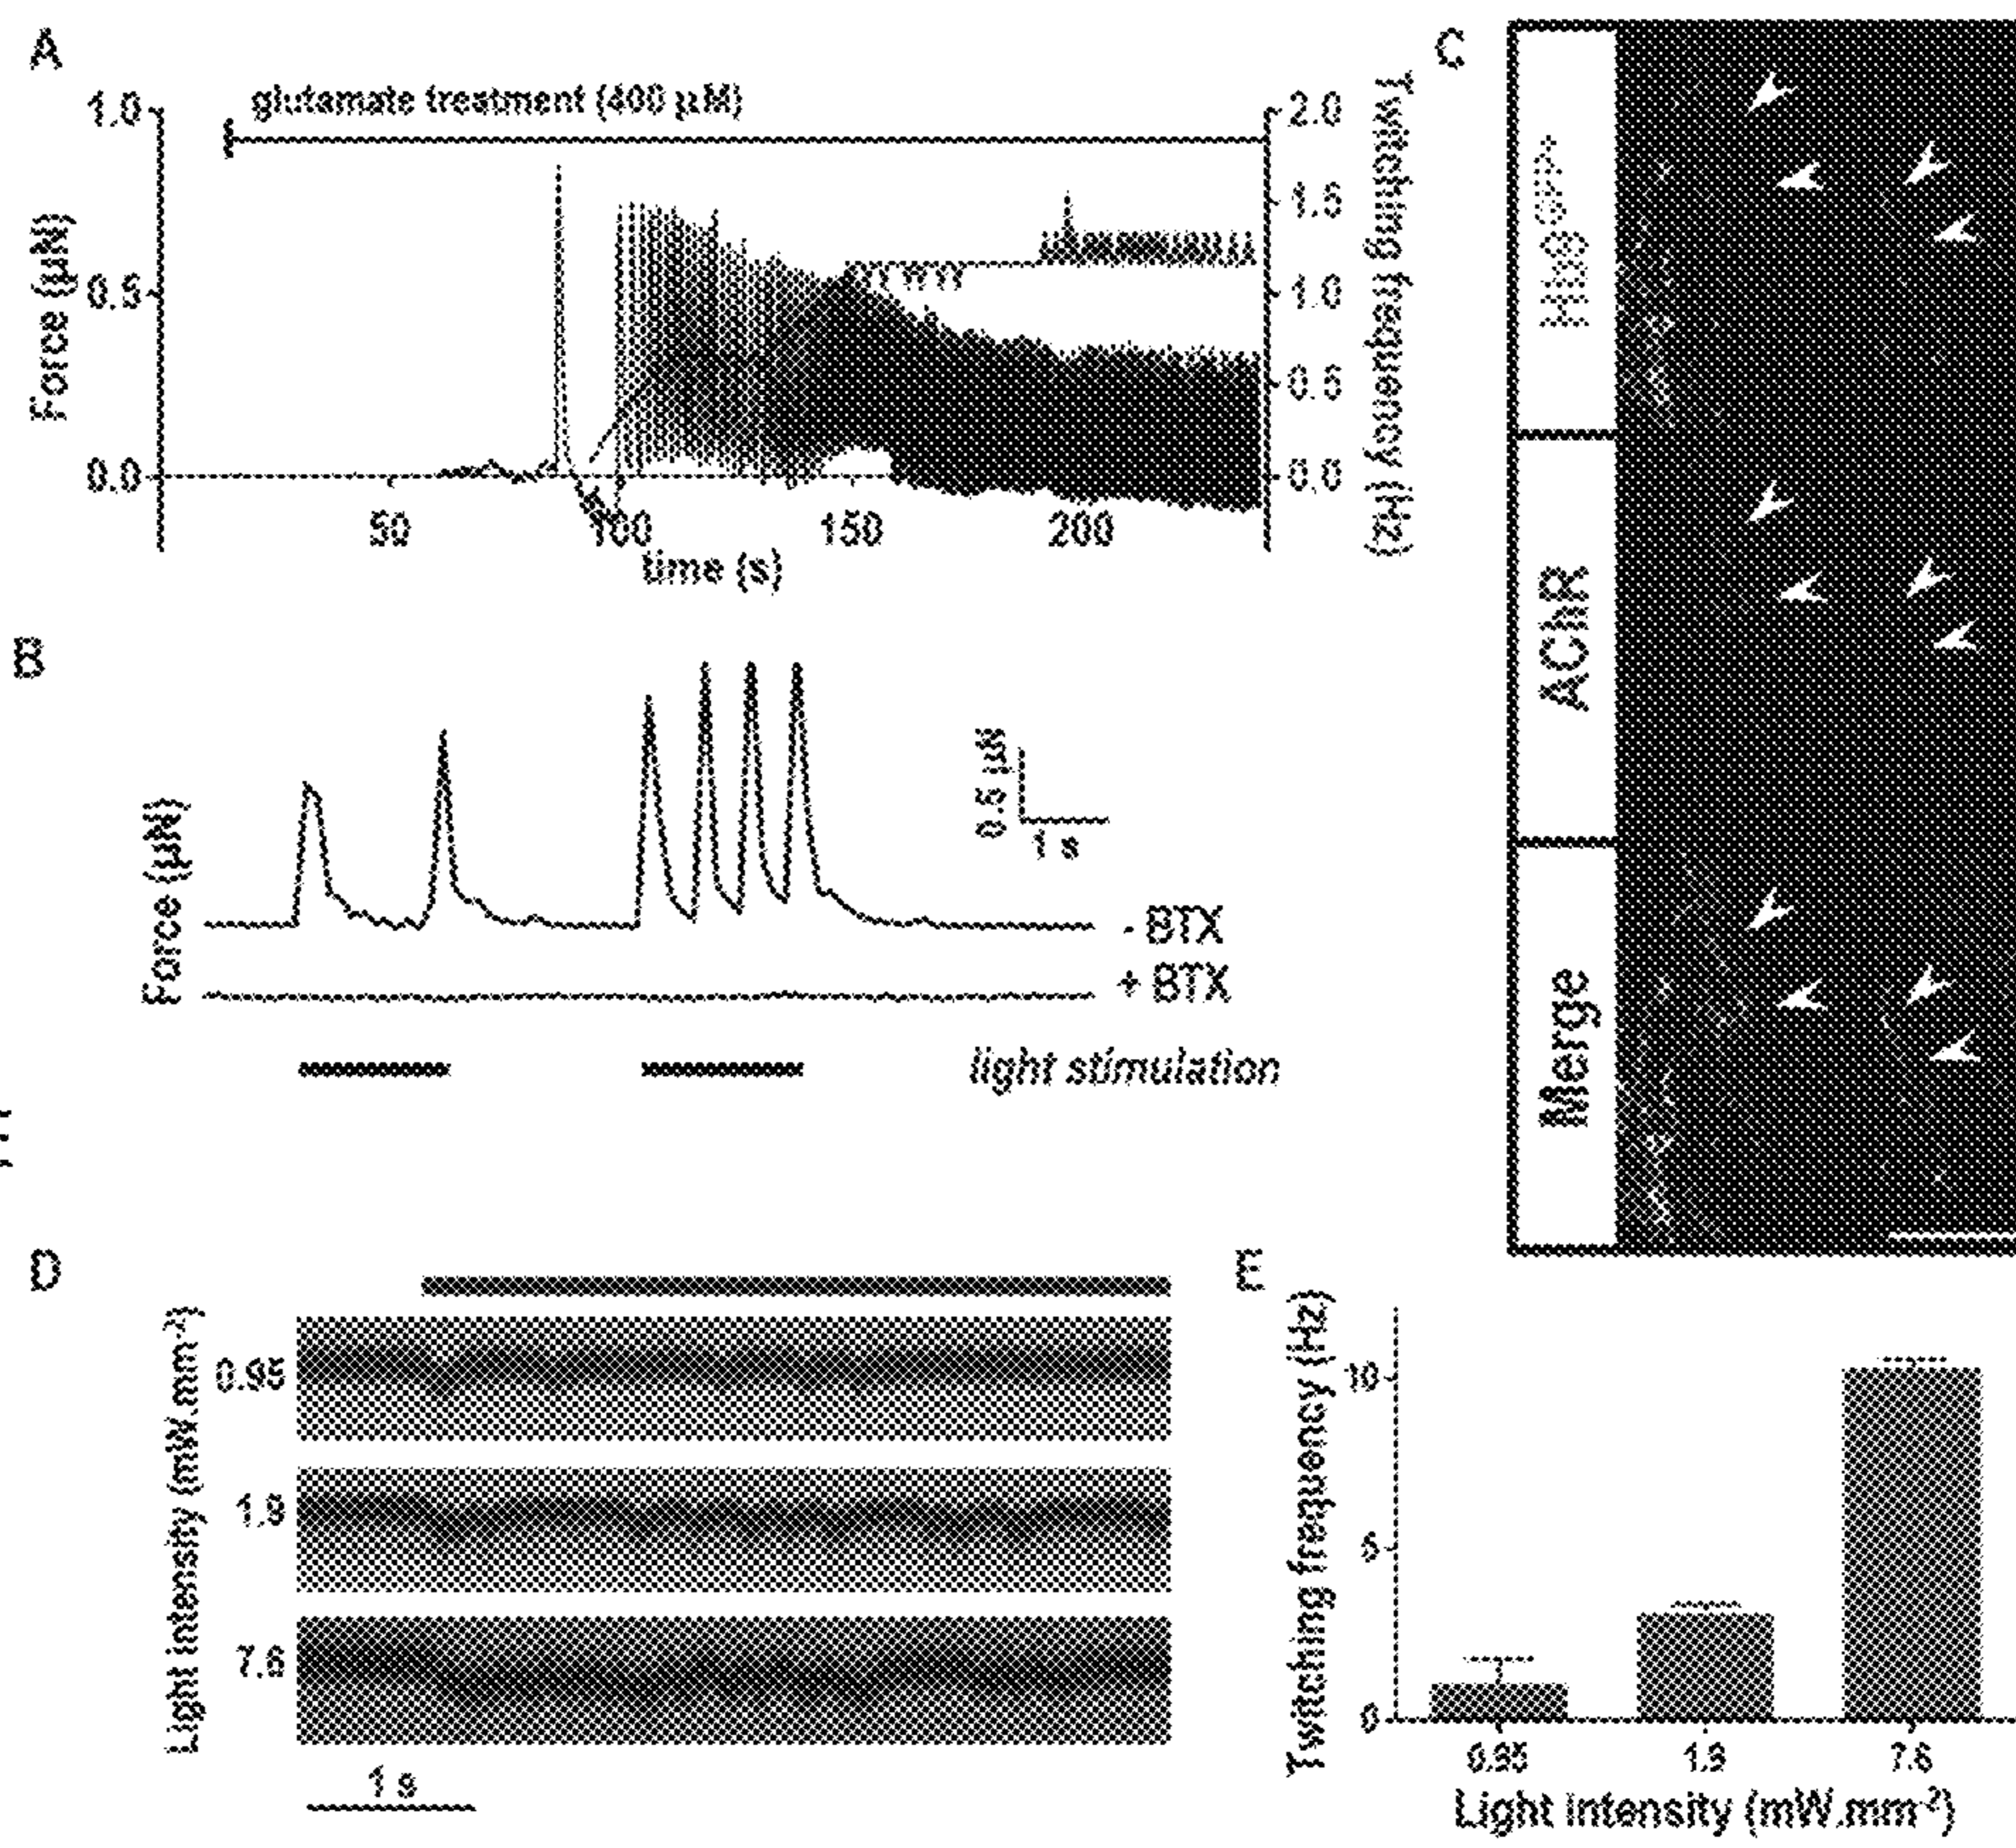 A
glutamate treatment (400 µM)
1.0
0.5
0.0
Force (µN)
2.0
1.5
1.0
0.5
0.0
Twitching frequency (Hz)
50
100
150
200
time (s)
B
Force (µN)
0.5 µN
1 s
- BTX
+ BTX
light stimulation
C
Hb9
AChR
Merge
D
Light intensity (mW.mm-2)
0.95
1.9
7.6
1 s
E
Twitching frequency (Hz)
10
5
0
0.95
1.9
7.6
Light intensity (mW.mm-2)